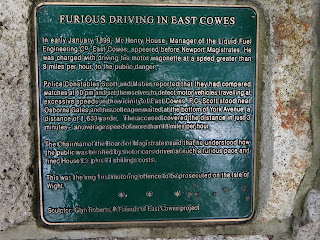 FURIOUS DRIVING IN EAST COWES
In early January 1899, Mr Henry House, Manager of the Liquid Fuel
Engineering Co. East Cowes, appeared before Newport Magistrates. He
was charged with driving his motor wagonette at a speed greater than
8 miles per hour, to the public danger.
Police Constables Scott and Mabey reported that they had compared
watches at 10pm and set themselves to detect motor vehicles travelling at
excessive speeds in the vicinity of East Cowes. P.C. Scott stood near
Osborne Gates and his colleague waited at the bottom of York Avenue, a
distance of 1,633 yards. The accused covered the distance in just 3
minutes - an average speed of more than 18 miles per hour.
The Chairman of the Board of Magistrates said that he understood how
the public was terrified by motor cars driven at such a furious pace and
fined House £3, plus 11 shillings costs.
This was the very first motoring offence to be prosecuted on the Isle of
Wight.
Sculptor: Glyn Roberts, Friends of East Cowes project